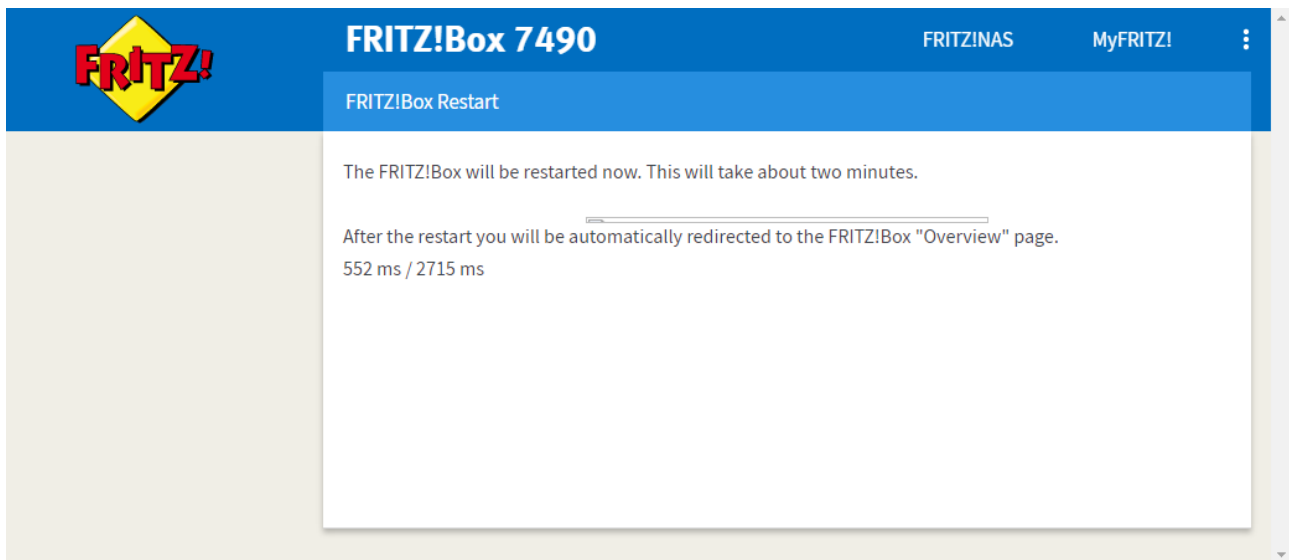 FRITZ!
FRITZ!Box 7490
FRITZ!NAS
MyFRITZ!
FRITZ!Box Restart
The FRITZ!Box will be restarted now. This will take about two minutes.
After the restart you will be automatically redirected to the FRITZ!Box "Overview" page.
552 ms / 2715 ms